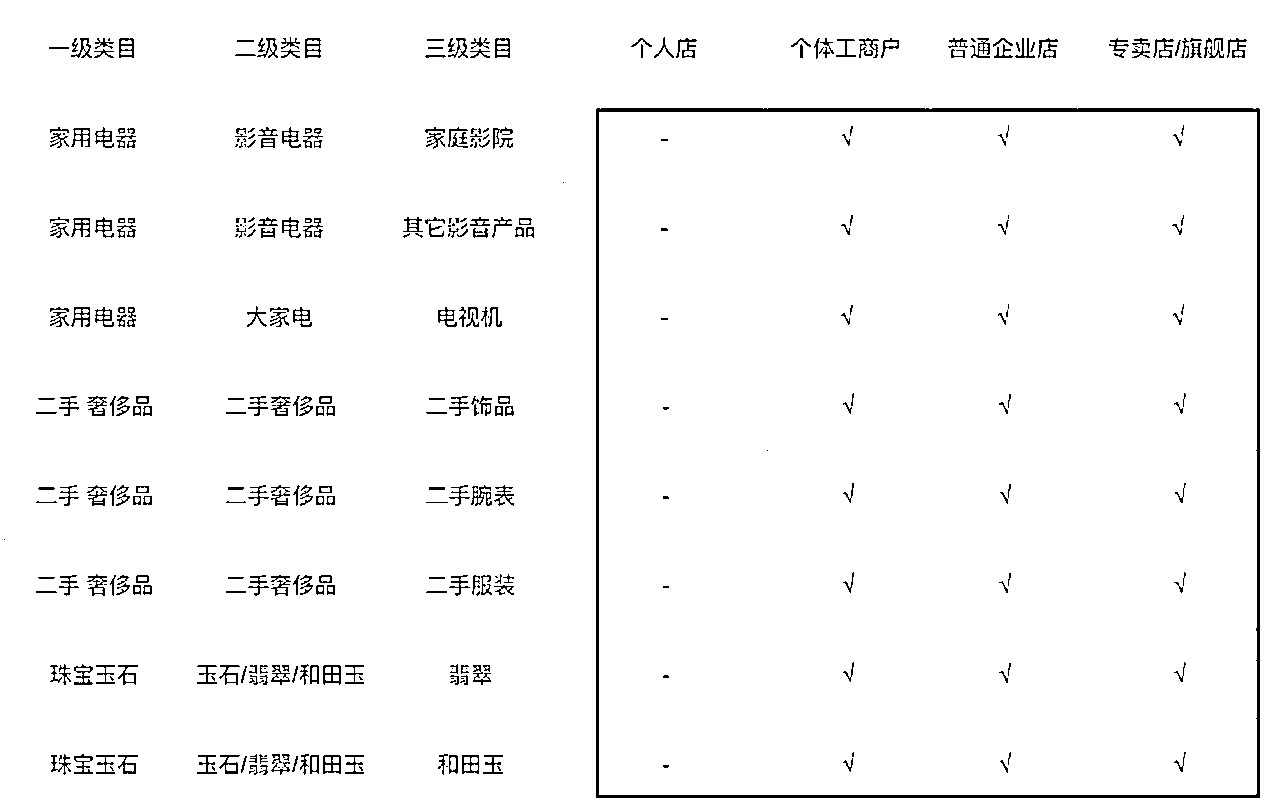 一级类目 二级类目 三级类目 个人店 个体工商户 普通企业店 专卖店/旗舰店
家用电器 影音电器 家庭影院 - √ √ √
家用电器 影音电器 其它影音产品 - √ √ √
家用电器 大家电 电视机 - √ √ √
二手 奢侈品 二手奢侈品 二手饰品 - √ √ √
二手 奢侈品 二手奢侈品 二手腕表 - √ √ √
二手 奢侈品 二手奢侈品 二手服装 - √ √ √
珠宝玉石 玉石/翡翠/和田玉 翡翠 - √ √ √
珠宝玉石 玉石/翡翠/和田玉 和田玉 - √ √ √